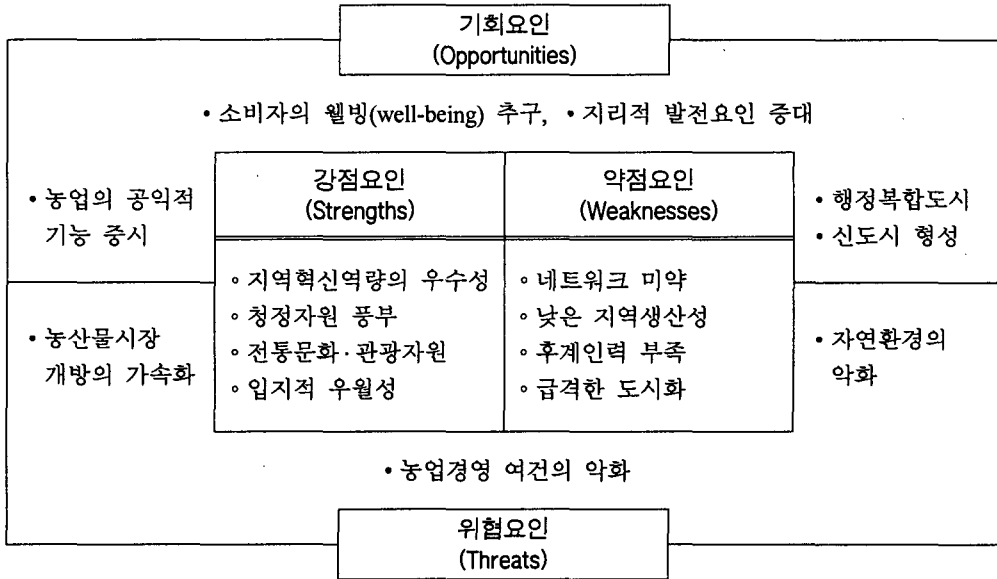 기회요인
(Opportunities)
• 소비자의 웰빙(well-being) 추구, • 지리적 발전요인 증대
• 농업의 공익적
기능 중시
강점요인
(Strengths)
약점요인
(Weaknesses)
• 행정복합도시
• 신도시 형성
◦ 지역혁신역량의 우수성
◦ 청정자원 풍부
◦ 전통문화·관광자원
◦ 입지적 우월성
◦ 네트워크 미약
◦ 낮은 지역생산성
◦ 후계인력 부족
◦ 급격한 도시화
• 농산물시장
개방의 가속화
• 자연환경의
악화
• 농업경영 여건의 악화
위협요인
(Threats)